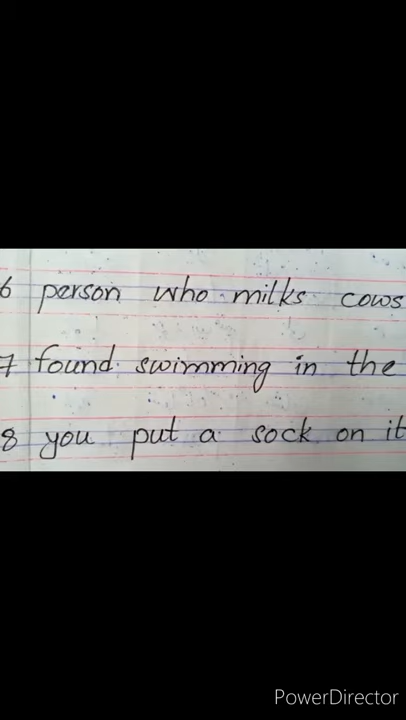 6 person who milks cows
7 found swimming in the
8 you put a sock on it
PowerDirector